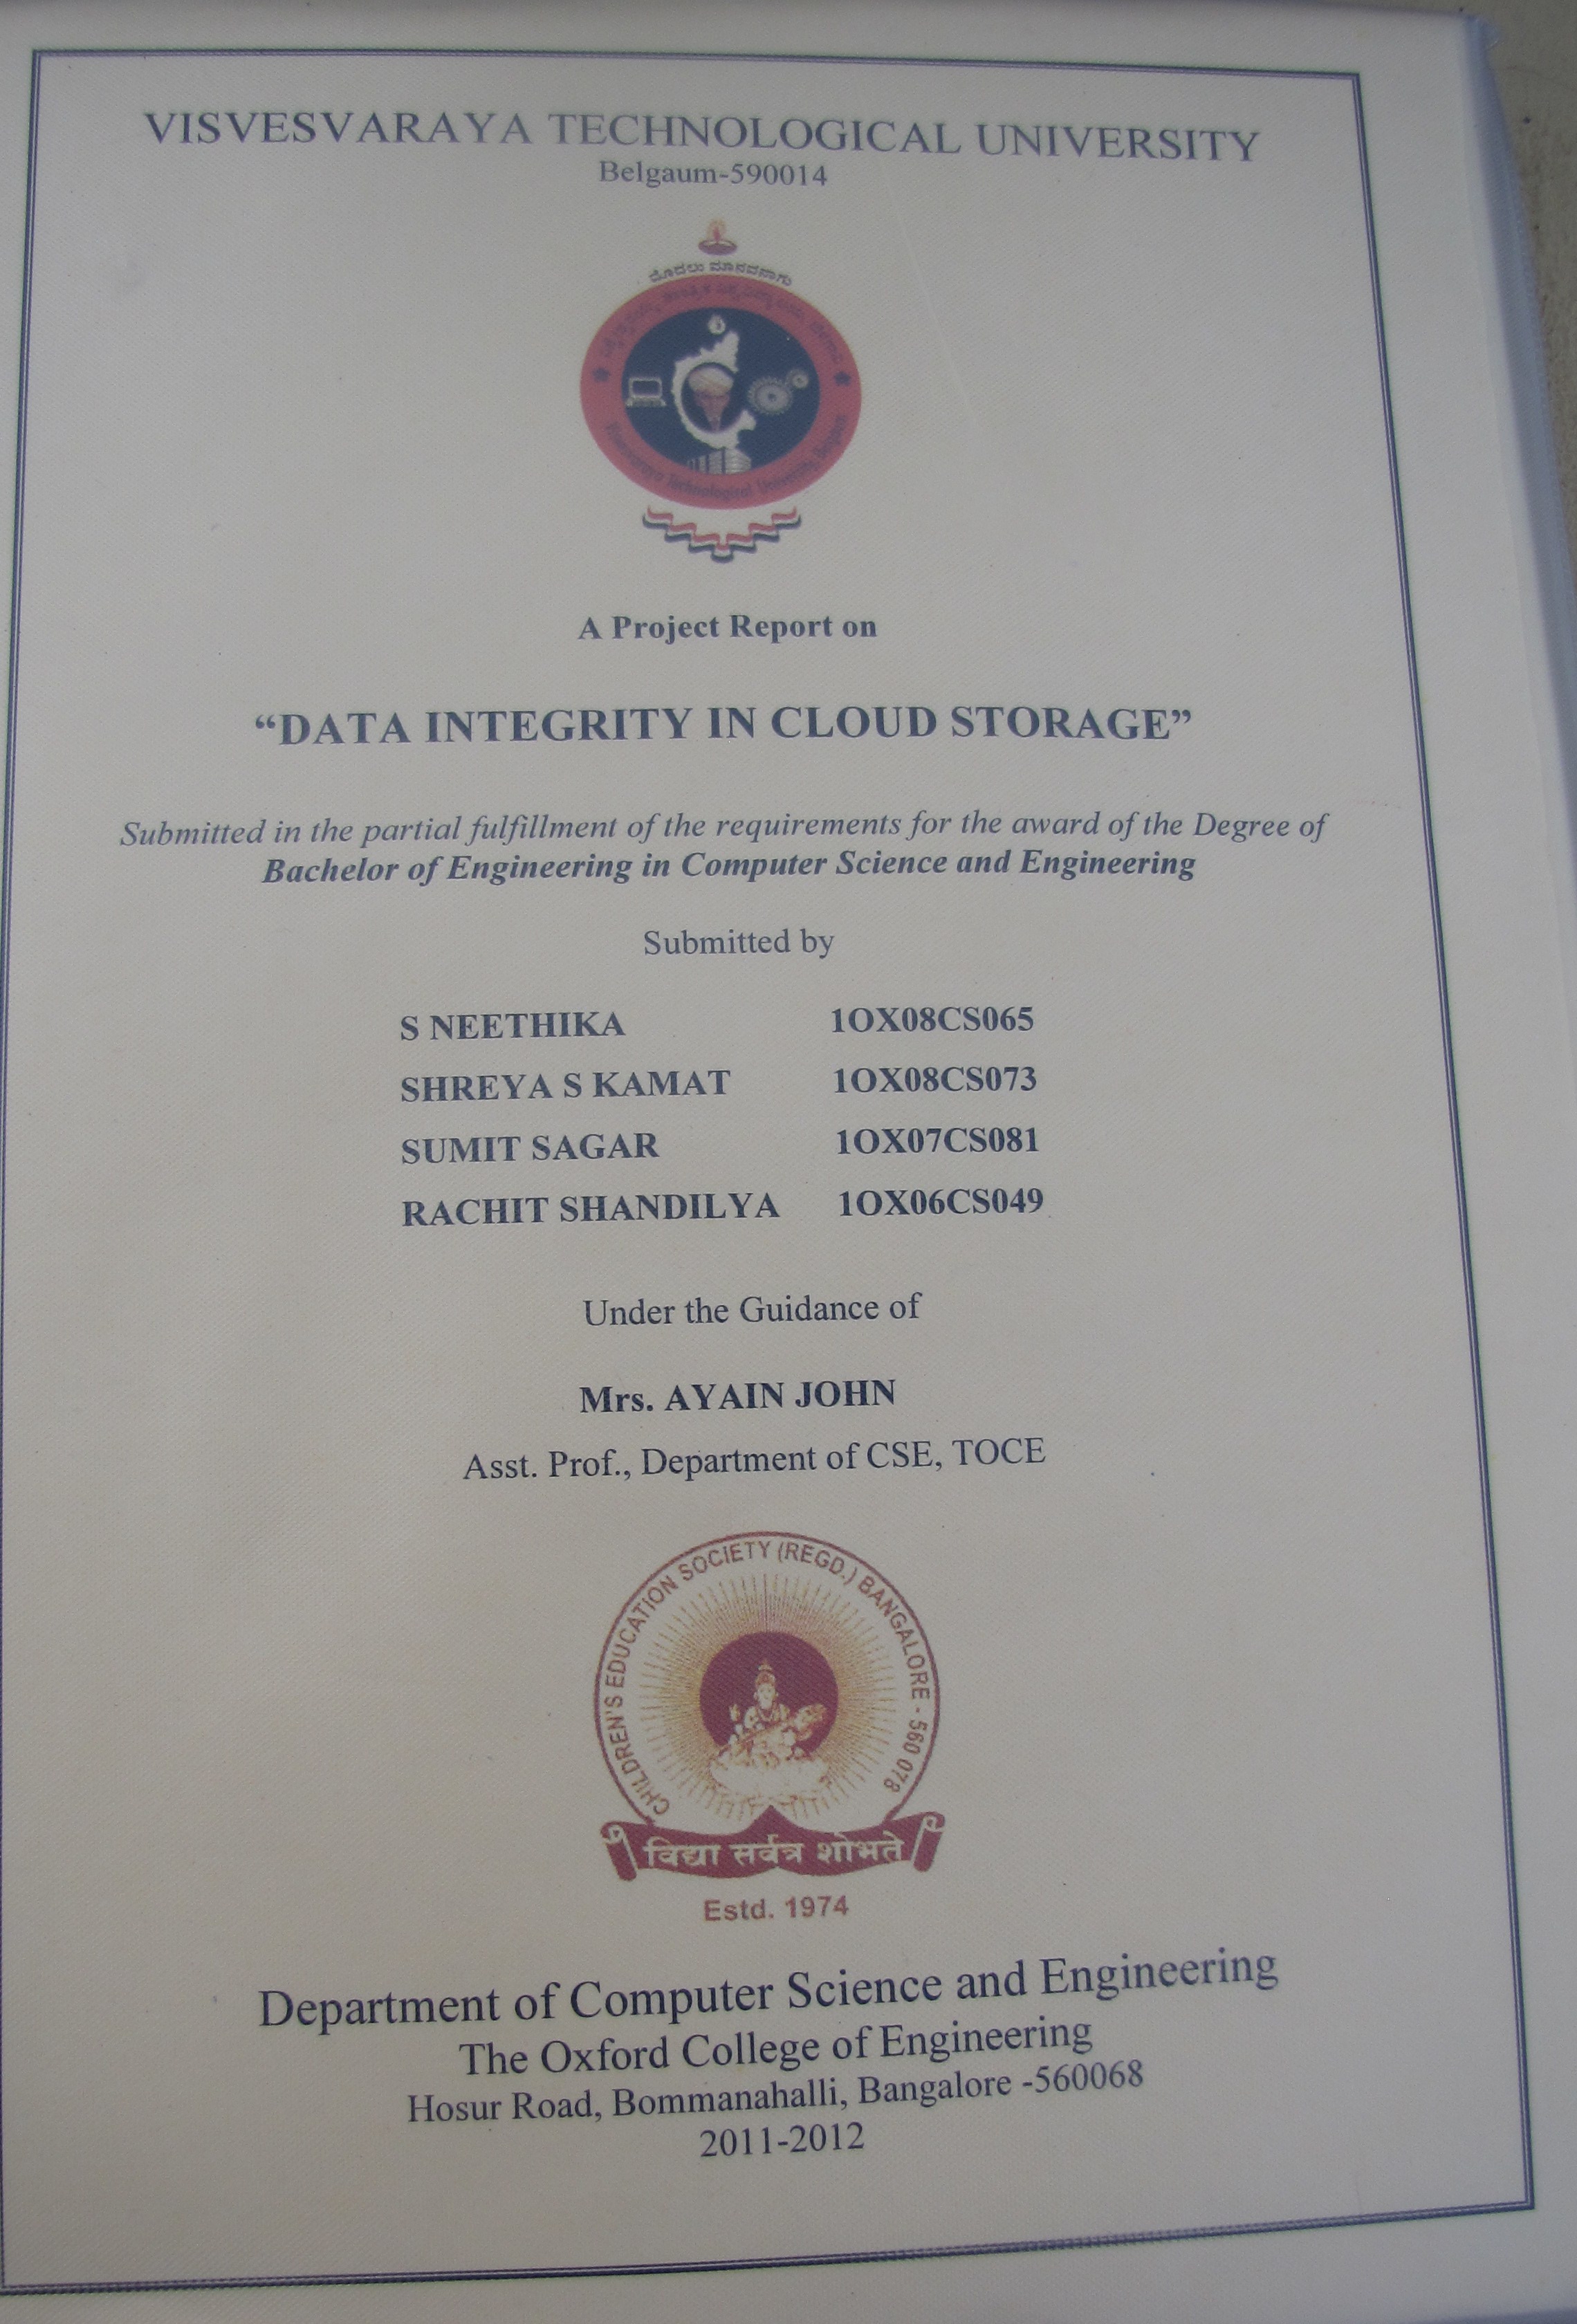 VISVESVARAYA TECHNOLOGICAL UNIVERSITY
Belgaum-590014
Visvesvaraya Technological University, Belgaum
A Project Report on
“DATA INTEGRITY IN CLOUD STORAGE”
Submitted in the partial fulfillment of the requirements for the award of the Degree of
Bachelor of Engineering in Computer Science and Engineering
Submitted by
S NEETHIKA 1OX08CS065
SHREYA S KAMAT 1OX08CS073
SUMIT SAGAR 1OX07CS081
RACHIT SHANDILYA 1OX06CS049
Under the Guidance of
Mrs. AYAIN JOHN
Asst. Prof., Department of CSE, TOCE
CHILDREN'S EDUCATION SOCIETY (REGD.) BANGALORE - 560 078
विद्या सर्वत्र शोभते
Estd. 1974
Department of Computer Science and Engineering
The Oxford College of Engineering
Hosur Road, Bommanahalli, Bangalore -560068
2011-2012